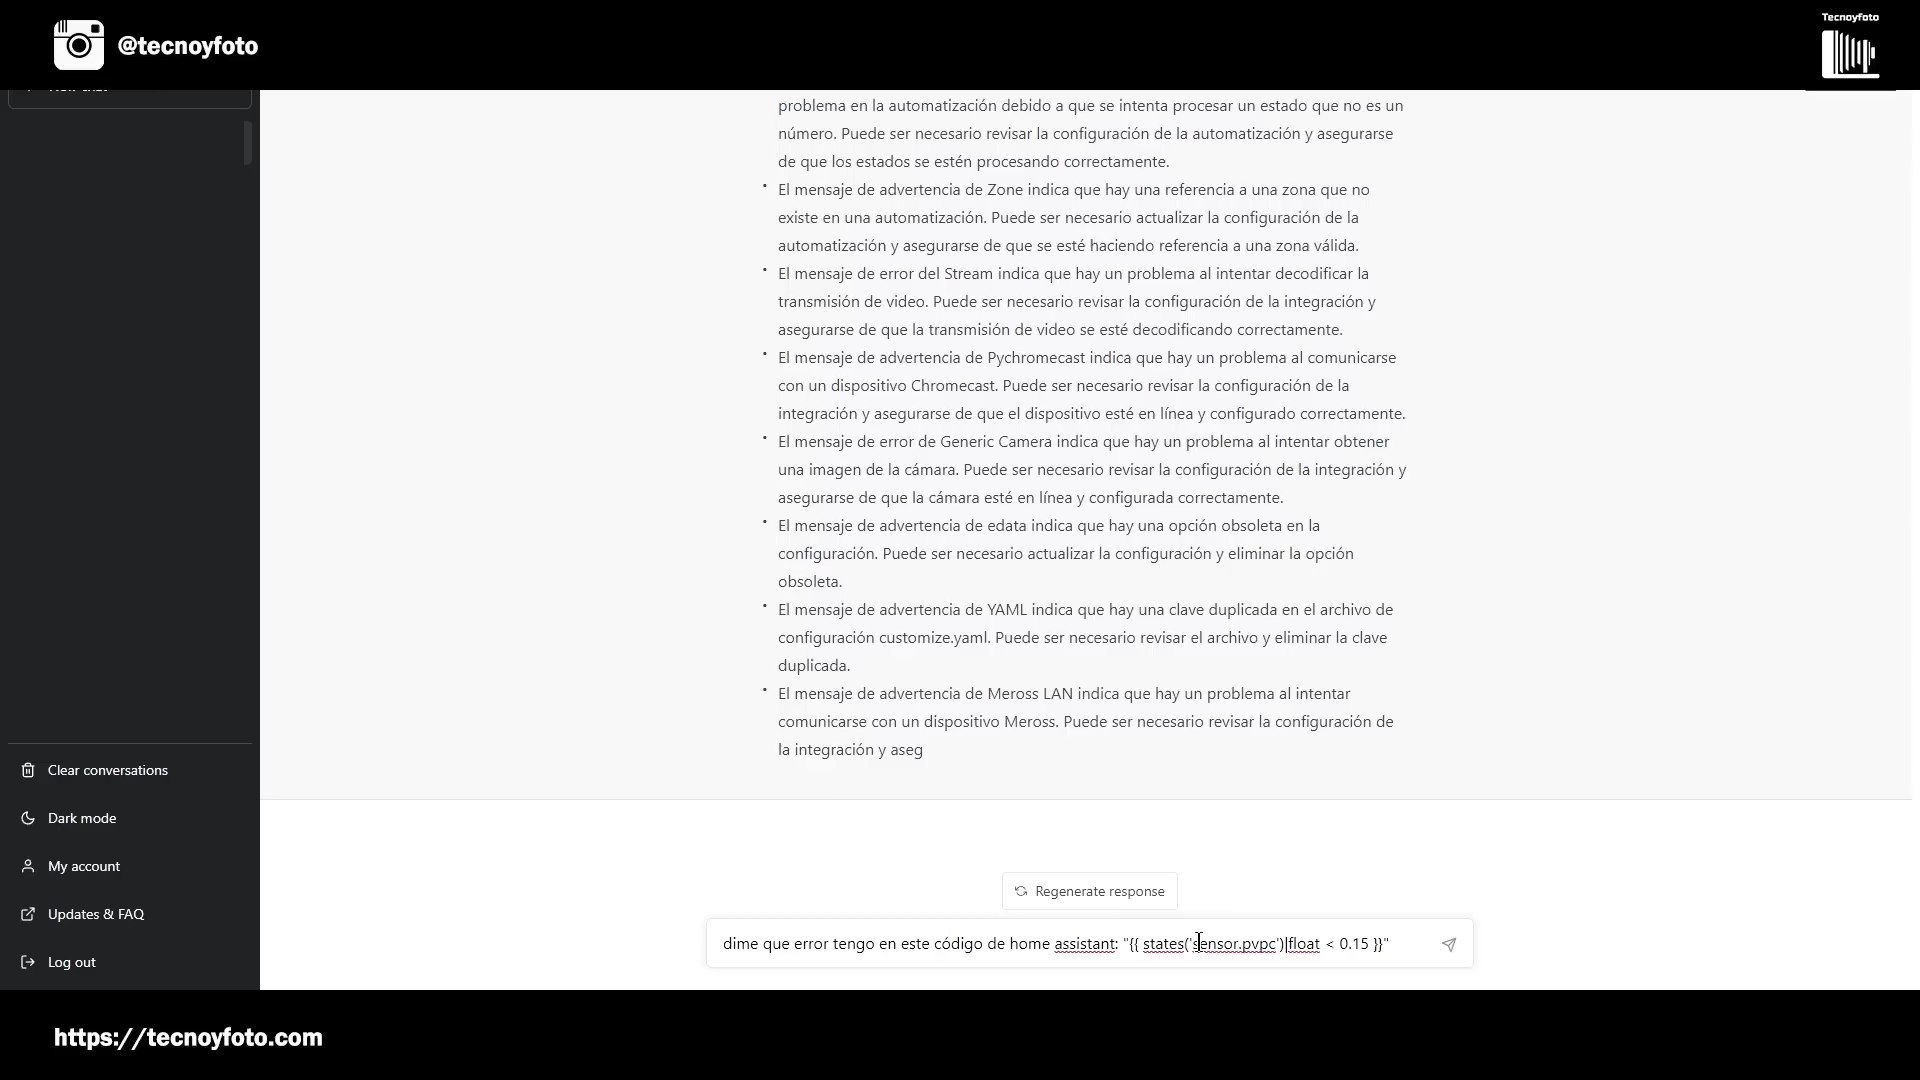 @tecnoyfoto
Tecnoyfoto
problema en la automatización debido a que se intenta procesar un estado que no es un
número. Puede ser necesario revisar la configuración de la automatización y asegurarse
de que los estados se estén procesando correctamente.
• El mensaje de advertencia de Zone indica que hay una referencia a una zona que no
existe en una automatización. Puede ser necesario actualizar la configuración de la
automatización y asegurarse de que se esté haciendo referencia a una zona válida.
• El mensaje de error del Stream indica que hay un problema al intentar decodificar la
transmisión de video. Puede ser necesario revisar la configuración de la integración y
asegurarse de que la transmisión de video se esté decodificando correctamente.
• El mensaje de advertencia de Pychromecast indica que hay un problema al comunicarse
con un dispositivo Chromecast. Puede ser necesario revisar la configuración de la
integración y asegurarse de que el dispositivo esté en línea y configurado correctamente.
• El mensaje de error de Generic Camera indica que hay un problema al intentar obtener
una imagen de la cámara. Puede ser necesario revisar la configuración de la integración y
asegurarse de que la cámara esté en línea y configurada correctamente.
• El mensaje de advertencia de edata indica que hay una opción obsoleta en la
configuración. Puede ser necesario actualizar la configuración y eliminar la opción
obsoleta.
• El mensaje de advertencia de YAML indica que hay una clave duplicada en el archivo de
configuración customize.yaml. Puede ser necesario revisar el archivo y eliminar la clave
duplicada.
• El mensaje de advertencia de Meross LAN indica que hay un problema al intentar
comunicarse con un dispositivo Meross. Puede ser necesario revisar la configuración de
la integración y aseg
Clear conversations
Dark mode
My account
Updates & FAQ
Log out
Regenerate response
dime que error tengo en este código de home assistant: "{{ states('sensor.pvpc')|float < 0.15 }}"
https://tecnoyfoto.com